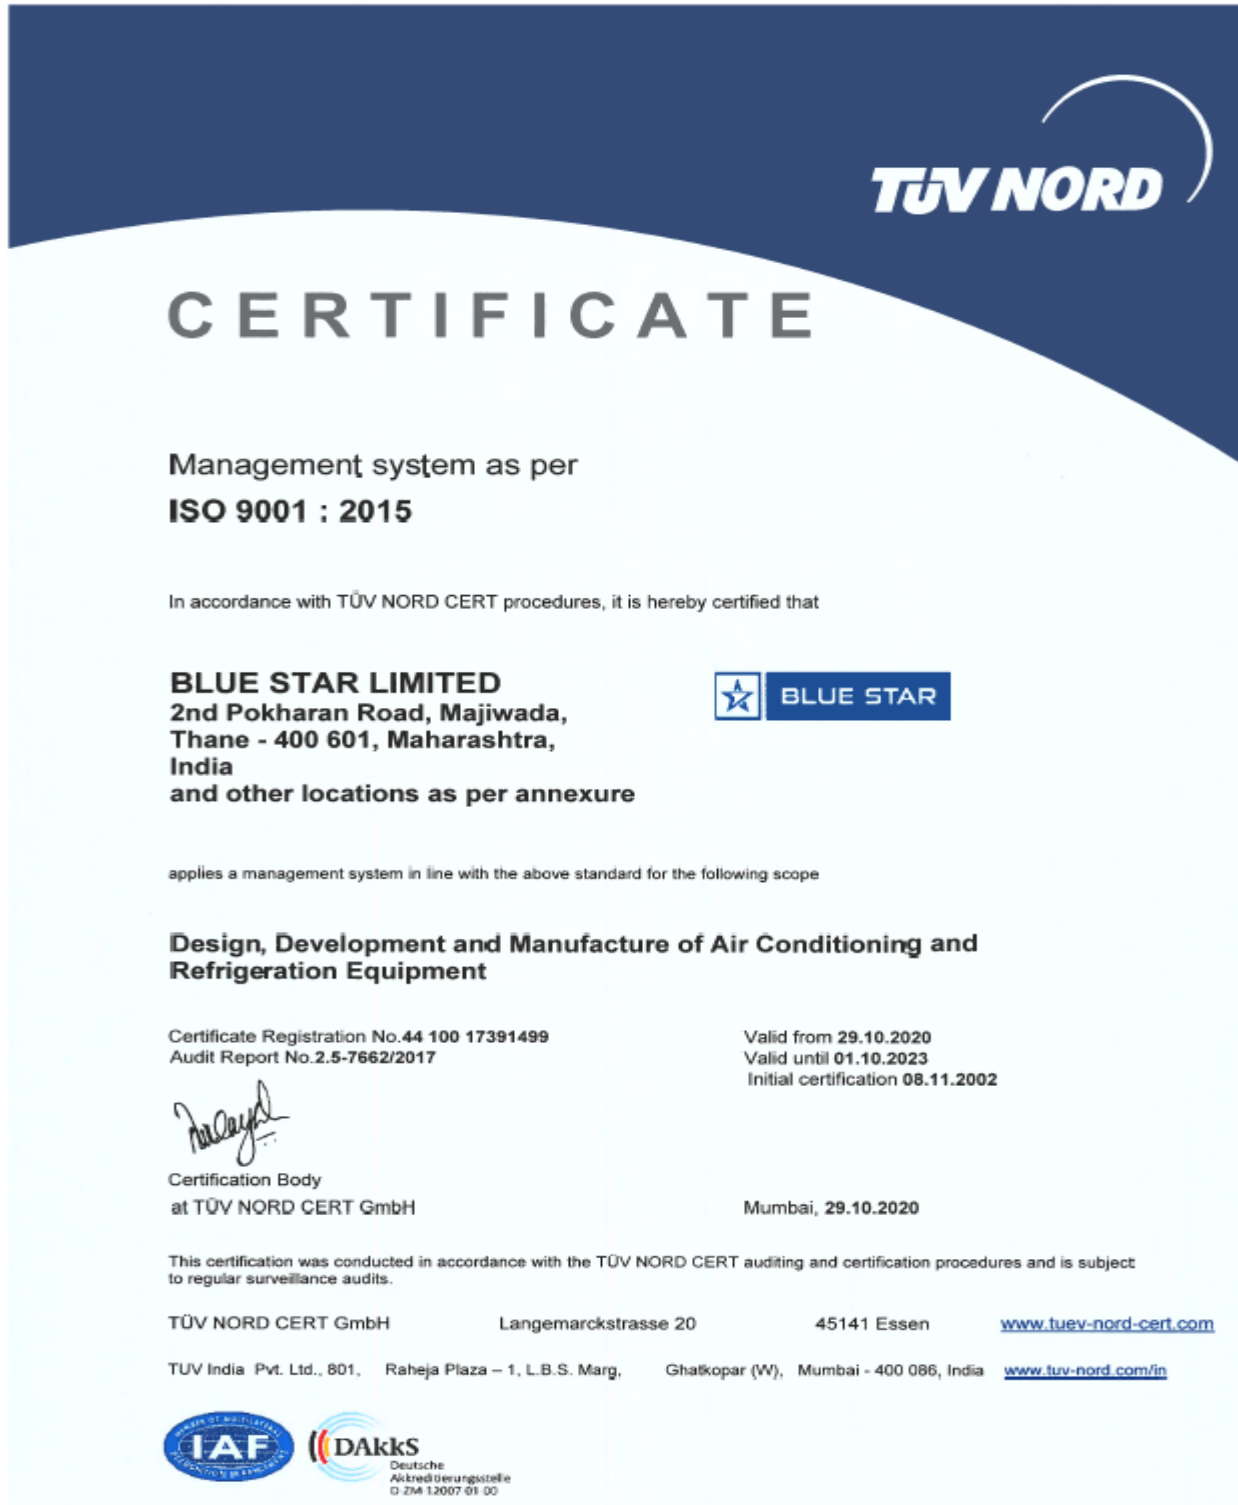 TÜV NORD
CERTIFICATE
Management system as per
ISO 9001 : 2015
In accordance with TÜV NORD CERT procedures, it is hereby certified that
BLUE STAR LIMITED
2nd Pokharan Road, Majiwada,
Thane - 400 601, Maharashtra,
India
and other locations as per annexure
BLUE STAR
applies a management system in line with the above standard for the following scope
Design, Development and Manufacture of Air Conditioning and
Refrigeration Equipment
Certificate Registration No.44 100 17391499
Audit Report No.2.5-7662/2017
Valid from 29.10.2020
Valid until 01.10.2023
Initial certification 08.11.2002
Certification Body
at TÜV NORD CERT GmbH
Mumbai, 29.10.2020
This certification was conducted in accordance with the TÜV NORD CERT auditing and certification procedures and is subject
to regular surveillance audits.
TÜV NORD CERT GmbH Langemarckstrasse 20 45141 Essen www.tuev-nord-cert.com
TUV India Pvt. Ltd., 801, Raheja Plaza – 1, L.B.S. Marg, Ghatkopar (W), Mumbai - 400 086, India www.tuv-nord.com/in
MEMBER OF MULTILATERAL
IAF
RECOGNITION ARRANGEMENT
DAkkS
Deutsche
Akkreditierungsstelle
D-ZM-12007-01-00